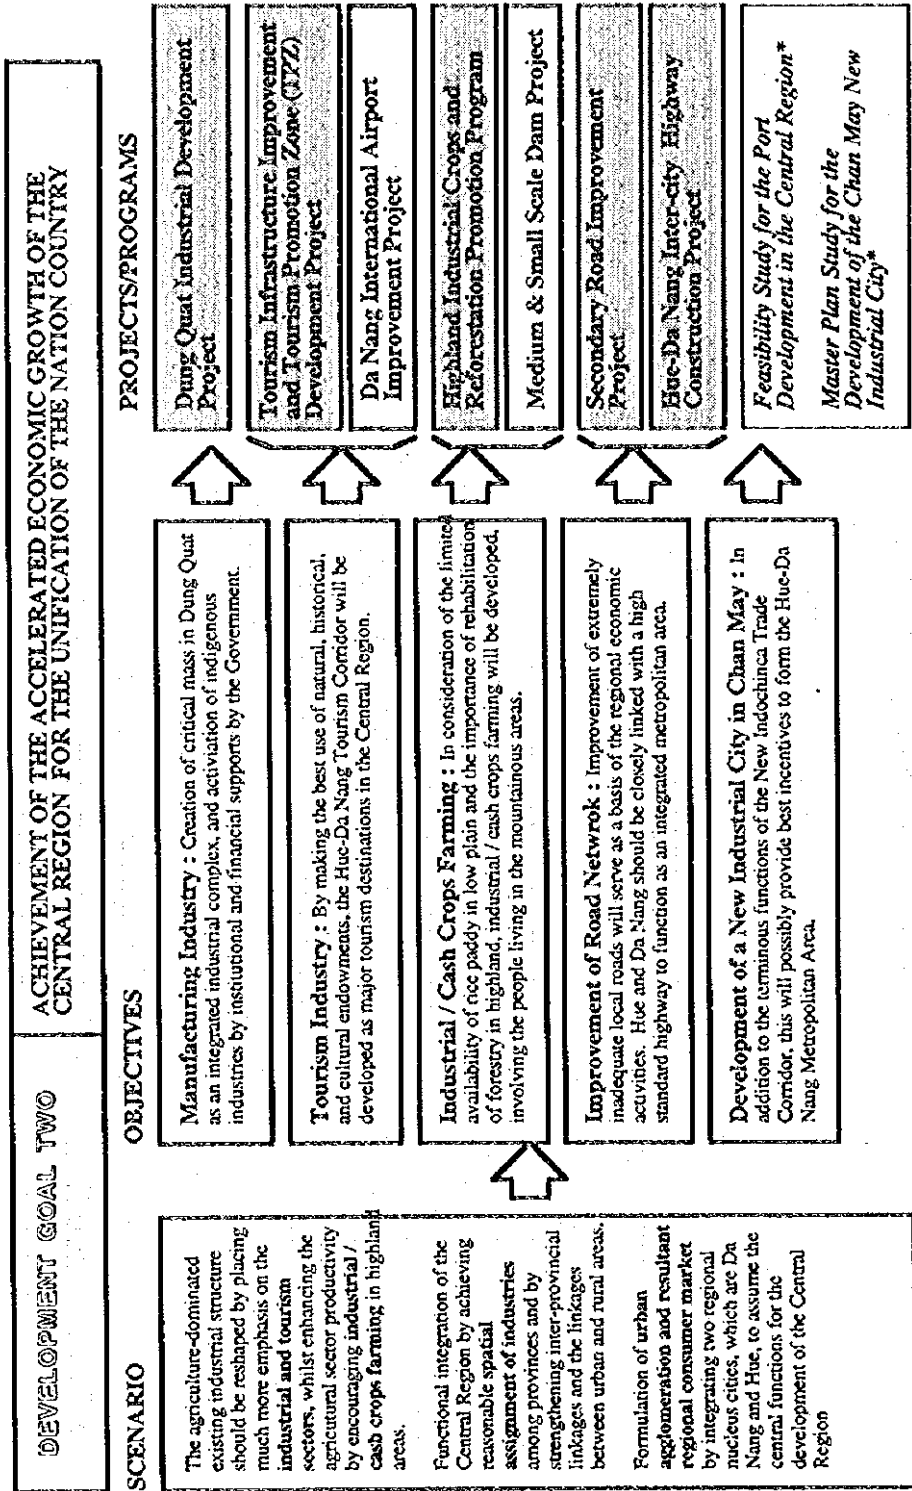 DEVELOPMENT GOAL TWO
ACHIEVEMENT OF THE ACCELERATED ECONOMIC GROWTH OF THE
CENTRAL REGION FOR THE UNIFICATION OF THE NATION COUNTRY
SCENARIO
The agriculture-dominated
existing industrial structure
should be reshaped by placing
much more emphasis on the
industrial and tourism
sectors, whilst enhancing the
agricultural sector productivity
by encouraging industrial /
cash crops farming in highland
areas.
Functional integration of the
Central Region by achieving
reasonable spatial
assignment of industries
among provinces and by
strengthening inter-provincial
linkages and the linkages
between urban and rural areas.
Formulation of urban
agglomeration and resultant
regional consumer market
by integrating two regional
nucleus cities, which are Da
Nang and Hue, to assume the
central functions for the
development of the Central
Region
OBJECTIVES
Manufacturing Industry : Creation of critical mass in Dung Quat
as an integrated industrial complex, and activiation of indigenous
industries by institutional and financial supports by the Government.
Tourism Industry : By making the best use of natural, historical,
and cultural endowments, the Hue-Da Nang Tourism Corridor will be
developed as major tourism destinations in the Central Region.
Industrial / Cash Crops Farming : In consideration of the limited
availability of rice paddy in low plain and the importance of rehabilitation
of forestry in highland, industrial / cash crops farming will be developed,
involving the people living in the mountainous areas.
Improvement of Road Netwrok : Improvement of extremely
inadequate local roads will serve as a basis of the regional economic
activities. Hue and Da Nang should be closely linked with a high
standard highway to function as an integrated metropolitan area.
Development of a New Industrial City in Chan May : In
addition to the terminous functions of the New Indochinca Trade
Corridor, this will possibly provide best incentives to form the Hue-Da
Nang Metropolitan Area.
PROJECTS/PROGRAMS
Dung Quat Industrial Development
Project
Tourism Infrastructure Improvement
and Tourism Promotion Zone (TPZ)
Development Project
Da Nang International Airport
Improvement Project
Highland Industrial Crops and
Reforestation Promotion Program
Medium & Small Scale Dam Project
Secondary Road Improvement
Project
Hue-Da Nang Inter-city Highway
Construction Project
Feasibility Study for the Port
Development in the Central Region*
Master Plan Study for the
Development of the Chan May New
Industrial City*